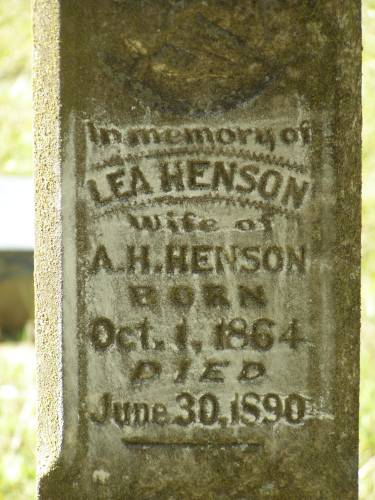 In memory of
LEA HENSON
Wife of
A.H.HENSON
BORN
Oct. 1, 1864
DIED
June 30, 1890